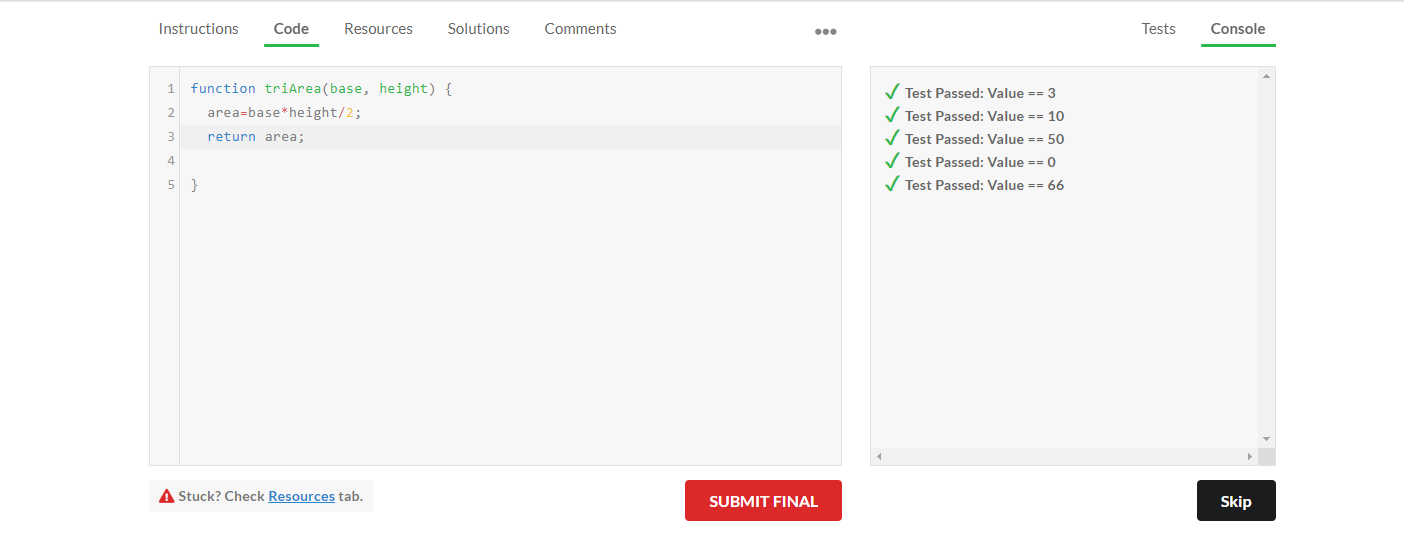 Instructions Code Resources Solutions Comments ••• Tests Console
1 function triArea(base, height) {
2 area=base*height/2;
3 return area;
4
5 }
Test Passed: Value == 3
Test Passed: Value == 10
Test Passed: Value == 50
Test Passed: Value == 0
Test Passed: Value == 66
Stuck? Check Resources tab.
SUBMIT FINAL
Skip